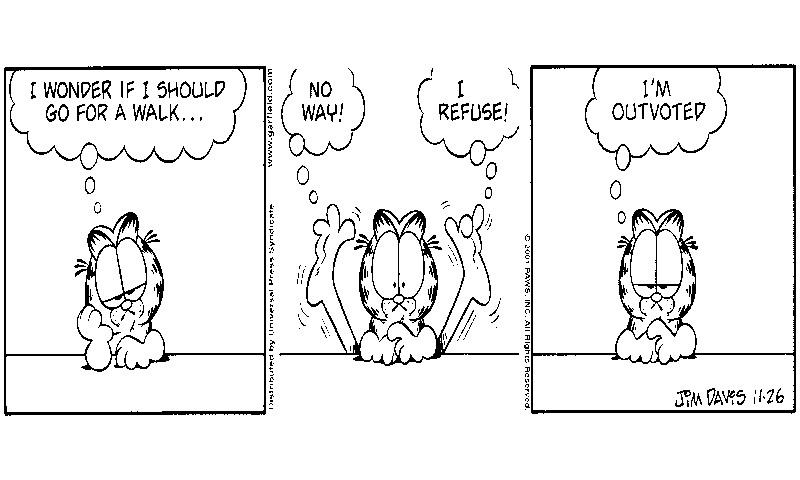 I WONDER IF I SHOULD
GO FOR A WALK...
www.garfield.com
Distributed by Universal Press Syndicate
NO
WAY!
I
REFUSE!
© 2001 PAWS, INC. All Rights Reserved.
I'M
OUTVOTED
JIM DAVIS 11·26